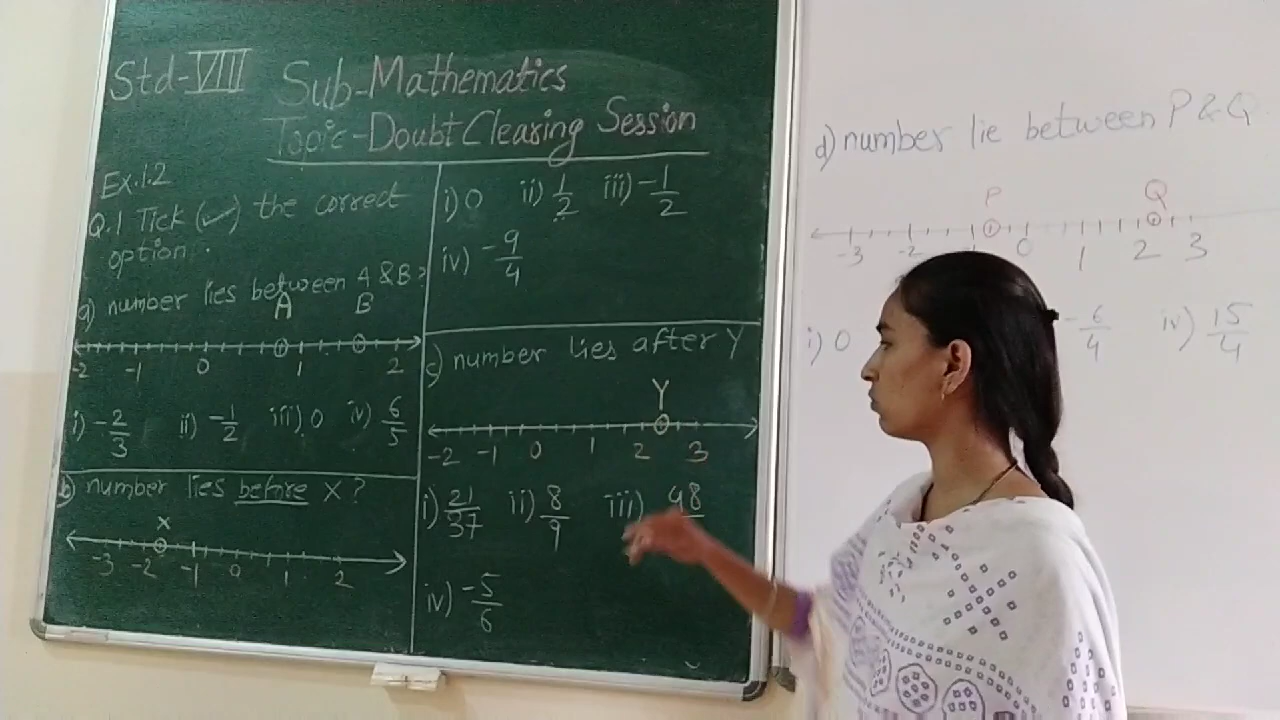 Std-VIII Sub-Mathematics
Topic-Doubt Clearing Session
Ex.1.2
Q.1 Tick (✓) the correct
option.
a) number lies between A & B?
A B
-2 -1 0 1 2
i) -2/3 ii) -1/2 iii) 0 iv) 6/5
b) number lies before X?
X
-3 -2 -1 0 1 2
i) 0 ii) 1/2 iii) -1/2
iv) -9/4
c) number lies after Y
Y
-2 -1 0 1 2 3
i) 21/37 ii) 8/9 iii) 48
iv) -5/6
d) number lie between P & Q
P Q
-3 -2 -1 0 1 2 3
i) 0 -6/4 iv) 15/4